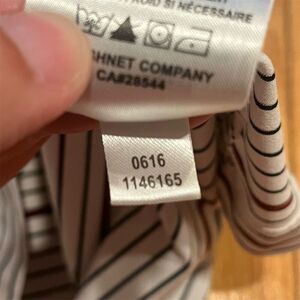 SI NÉCESSAIRE
HNET COMPANY
CA#28544
0616
1146165